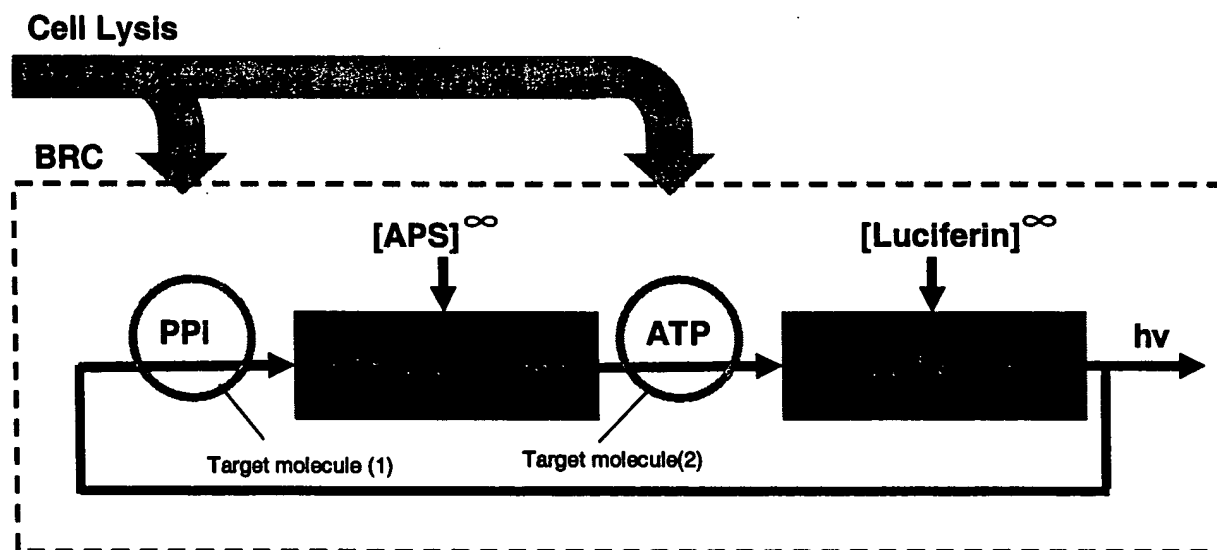 Cell Lysis
BRC
[APS]∞
[Luciferin]∞
PPi
ATP
hv
Target molecule (1)
Target molecule(2)